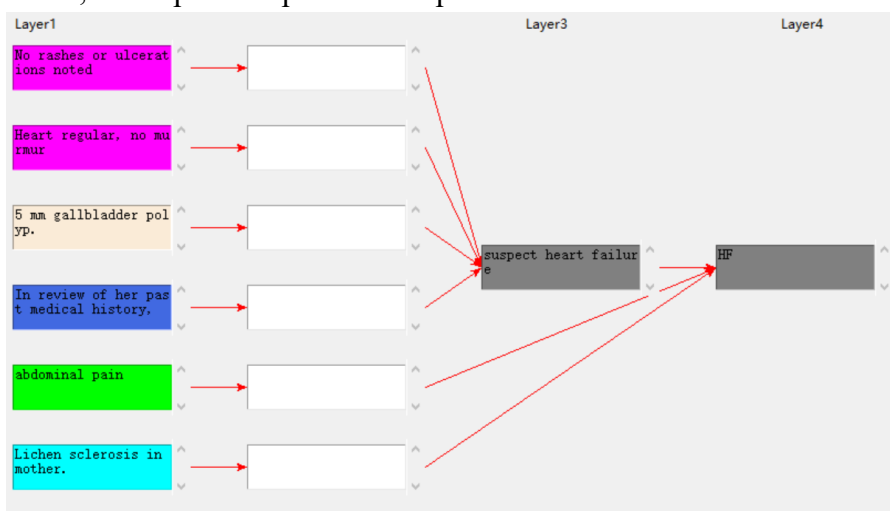 Layer1
Layer3
Layer4
No rashes or ulcerat
ions noted
Heart regular, no mu
rmur
5 mm gallbladder pol
yp.
suspect heart failur
e
HF
In review of her pas
t medical history,
abdominal pain
Lichen sclerosis in
mother.